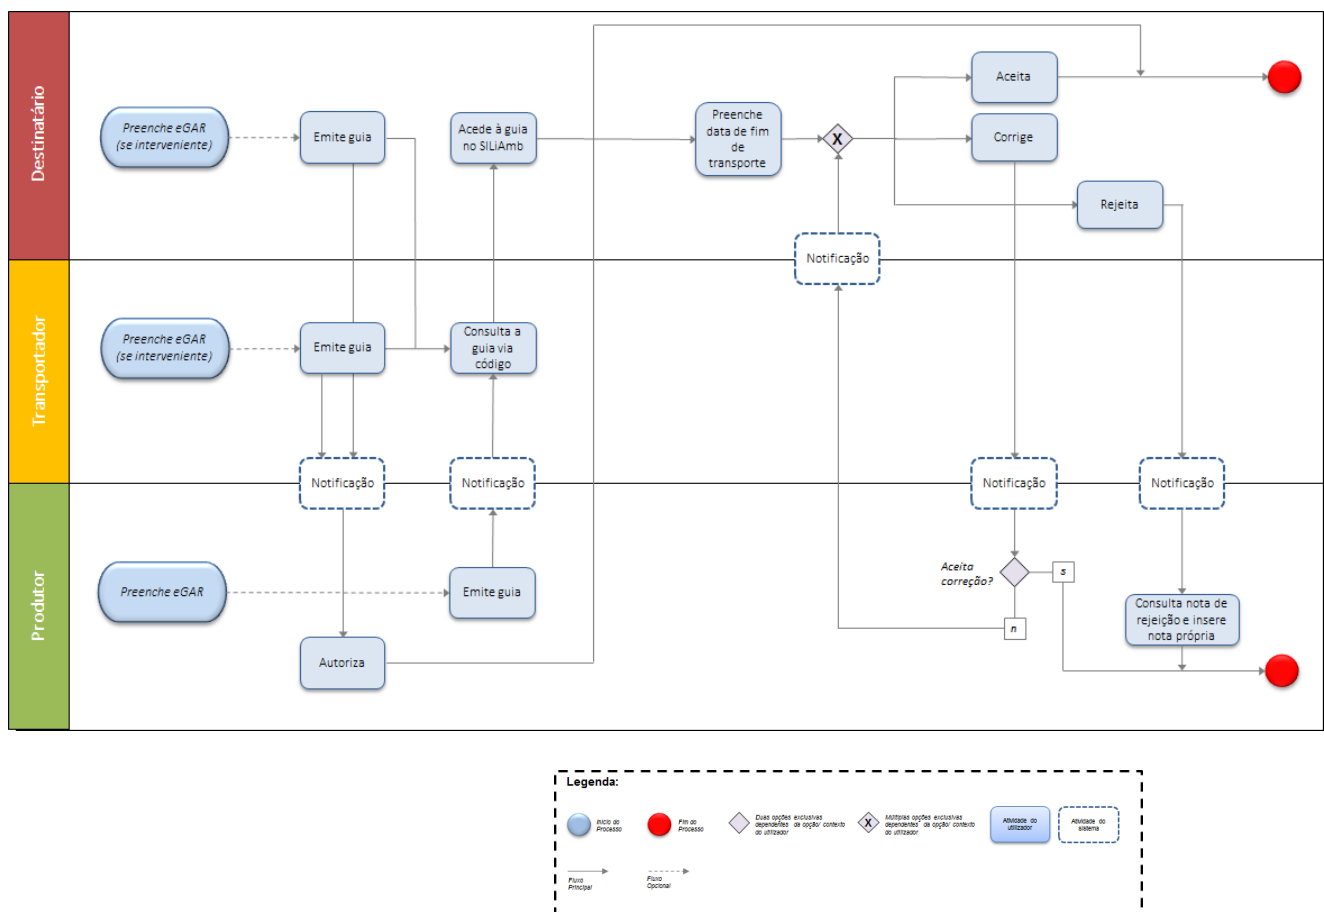 Destinatário
Preenche eGAR
(se interveniente)
Emite guia
Acede à guia
no SILiAmb
Preenche
data de fim
de
transporte
X
Aceita
Corrige
Rejeita
Notificação
Transportador
Preenche eGAR
(se interveniente)
Emite guia
Consulta a
guia via
código
Notificação
Notificação
Notificação
Notificação
Produtor
Preenche eGAR
Emite guia
Autoriza
Aceita
correção?
s
n
Consulta nota de
rejeição e insere
nota própria
Legenda:
Início do
Processo
Fim do
Processo
Duas opções exclusivas
dependentes da opção/ contexto
do utilizador
X
Múltiplas opções exclusivas
dependentes da opção/ contexto
do utilizador
Atividade do
utilizador
Atividade do
sistema
Fluxo
Principal
Fluxo
Opcional